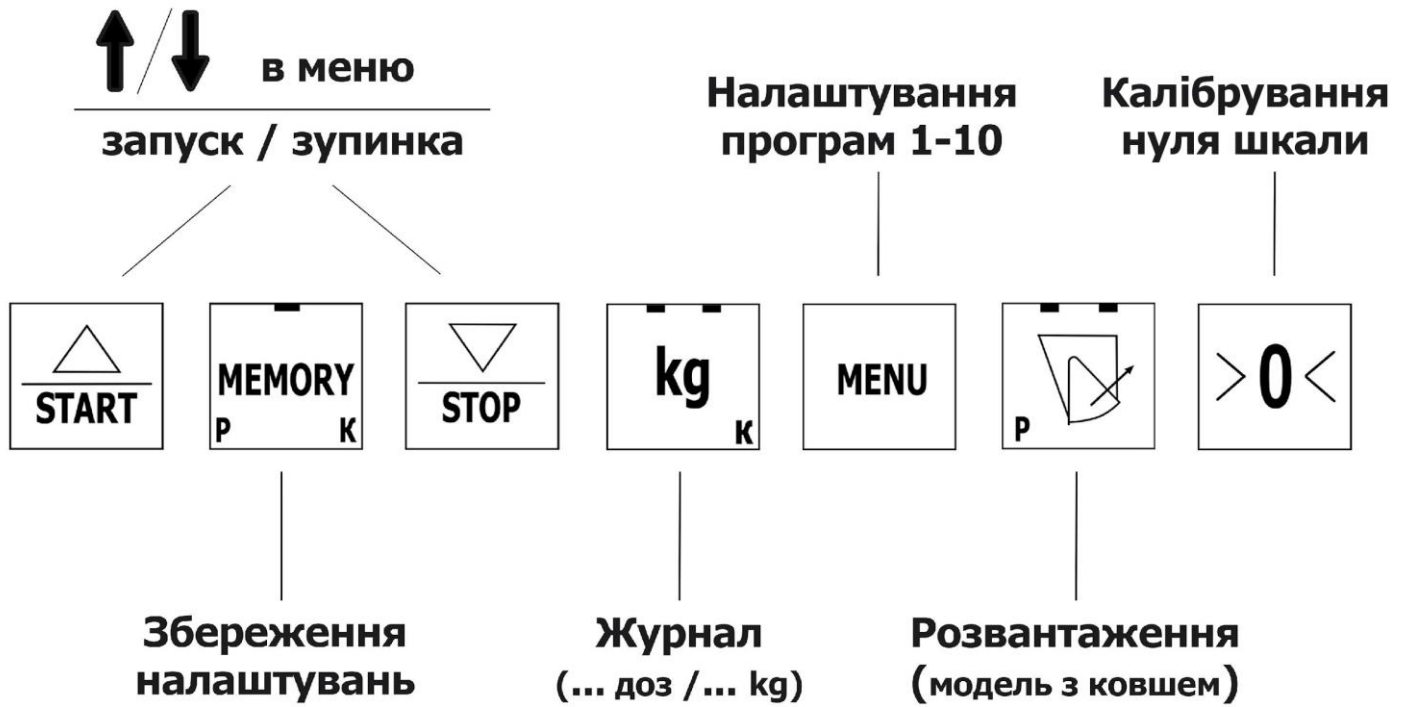 в меню
запуск / зупинка
Налаштування
програм 1-10
Калібрування
нуля шкали
START
MEMORY
P K
STOP
kg
K
MENU
P
>0<
Збереження
налаштувань
Журнал
(... доз /... kg)
Розвантаження
(модель з ковшем)